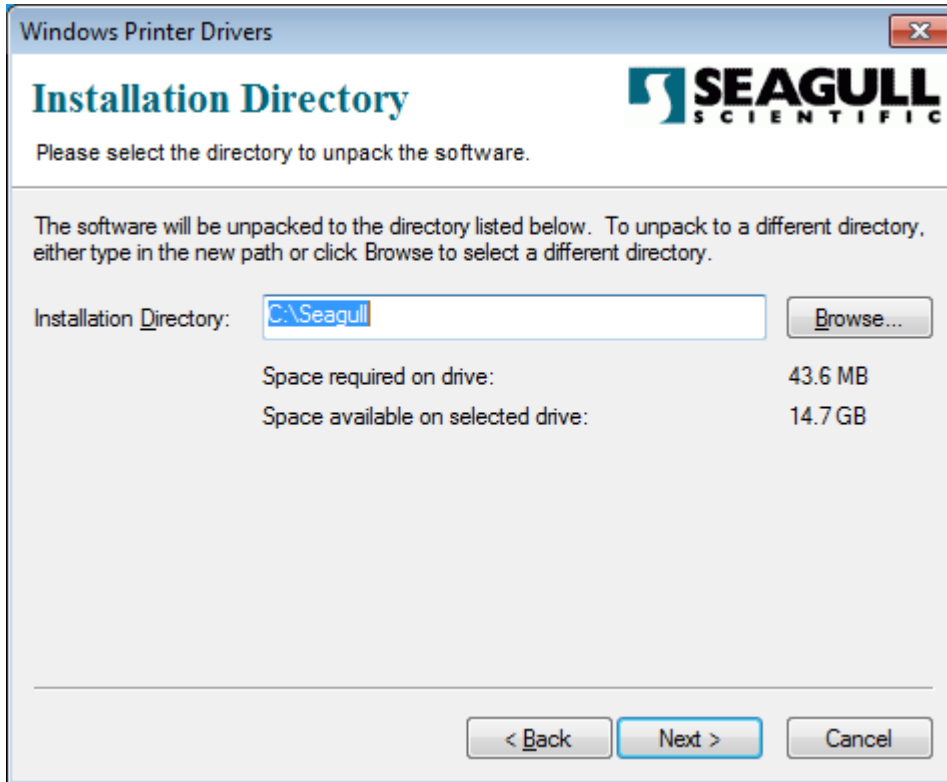 Windows Printer Drivers
Installation Directory
SEAGULL
SCIENTIFIC
Please select the directory to unpack the software.
The software will be unpacked to the directory listed below.  To unpack to a different directory,
either type in the new path or click Browse to select a different directory.
Installation Directory: C:\Seagull Browse...
Space required on drive: 43.6 MB
Space available on selected drive: 14.7 GB
< Back Next > Cancel